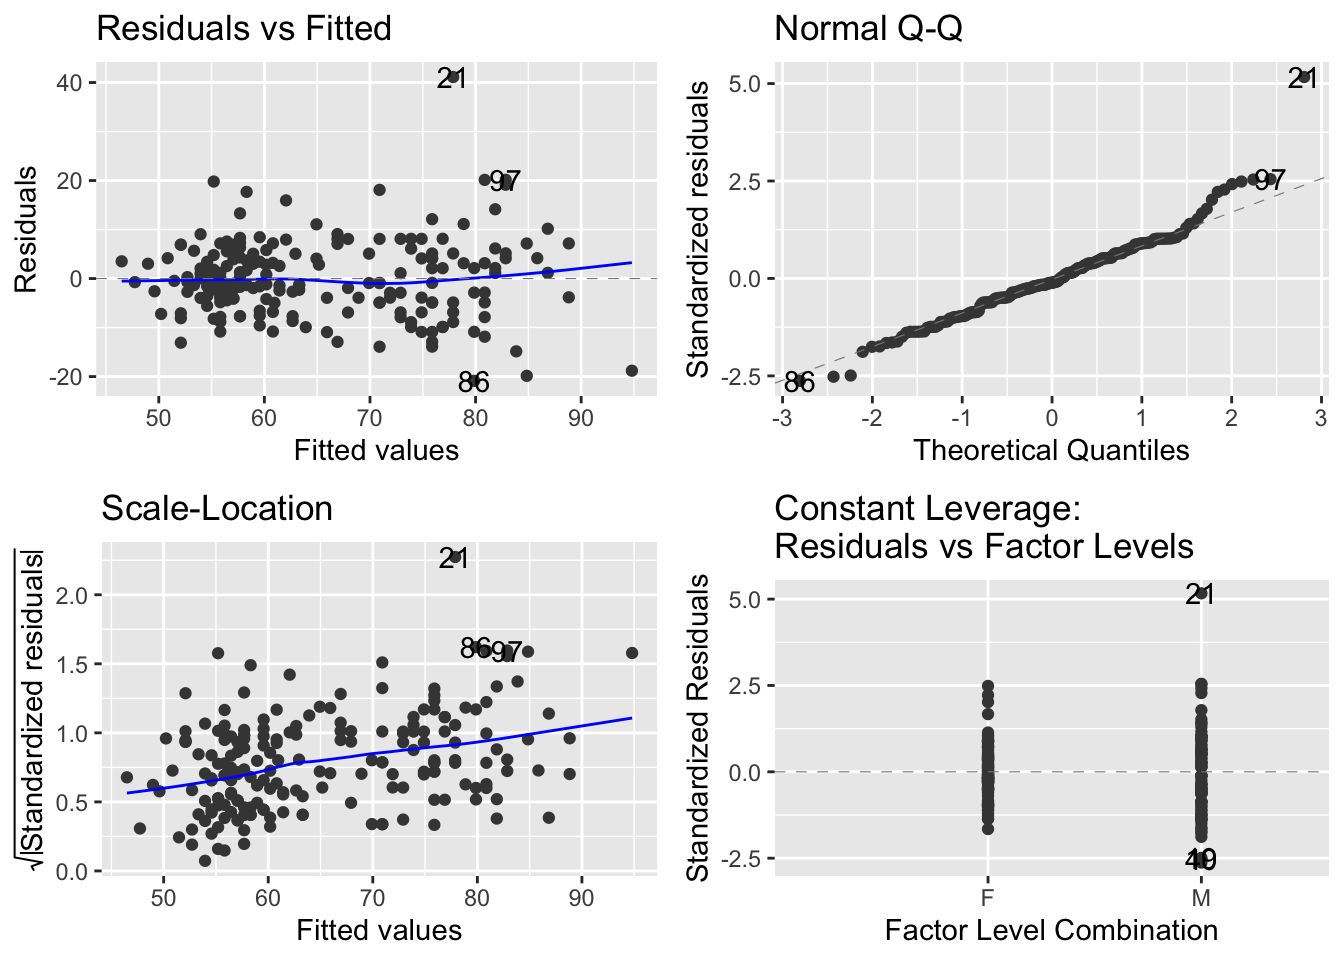 Residuals vs Fitted
Residuals
40
20
0
-20
21
97
86
50 60 70 80 90
Fitted values
Normal Q-Q
Standardized residuals
5.0
2.5
0.0
-2.5
21
97
86
-3 -2 -1 0 1 2 3
Theoretical Quantiles
Scale-Location
√|Standardized residuals|
2.0
1.5
1.0
0.5
0.0
21
86 97
50 60 70 80 90
Fitted values
Constant Leverage:
Residuals vs Factor Levels
Standardized Residuals
5.0
2.5
0.0
-2.5
21
F M
Factor Level Combination